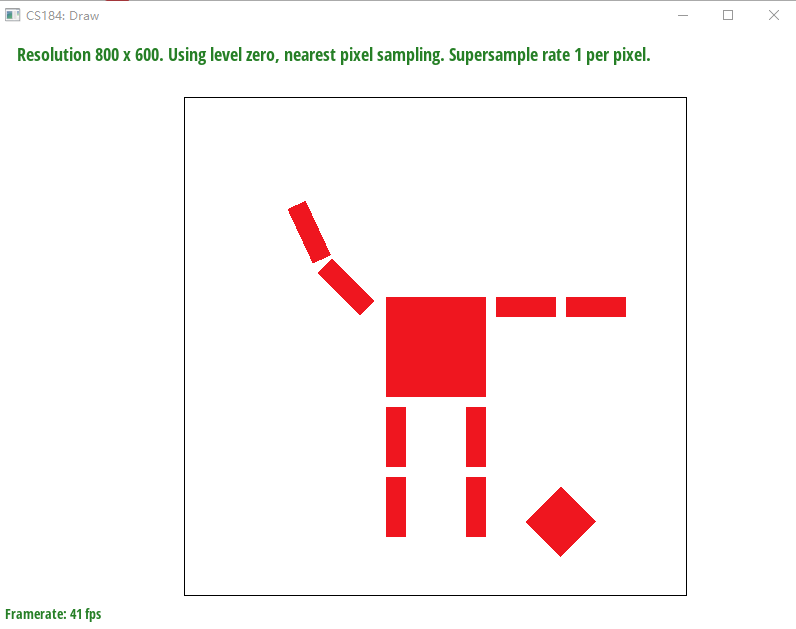 CS184: Draw
Resolution 800 x 600. Using level zero, nearest pixel sampling. Supersample rate 1 per pixel.
Framerate: 41 fps